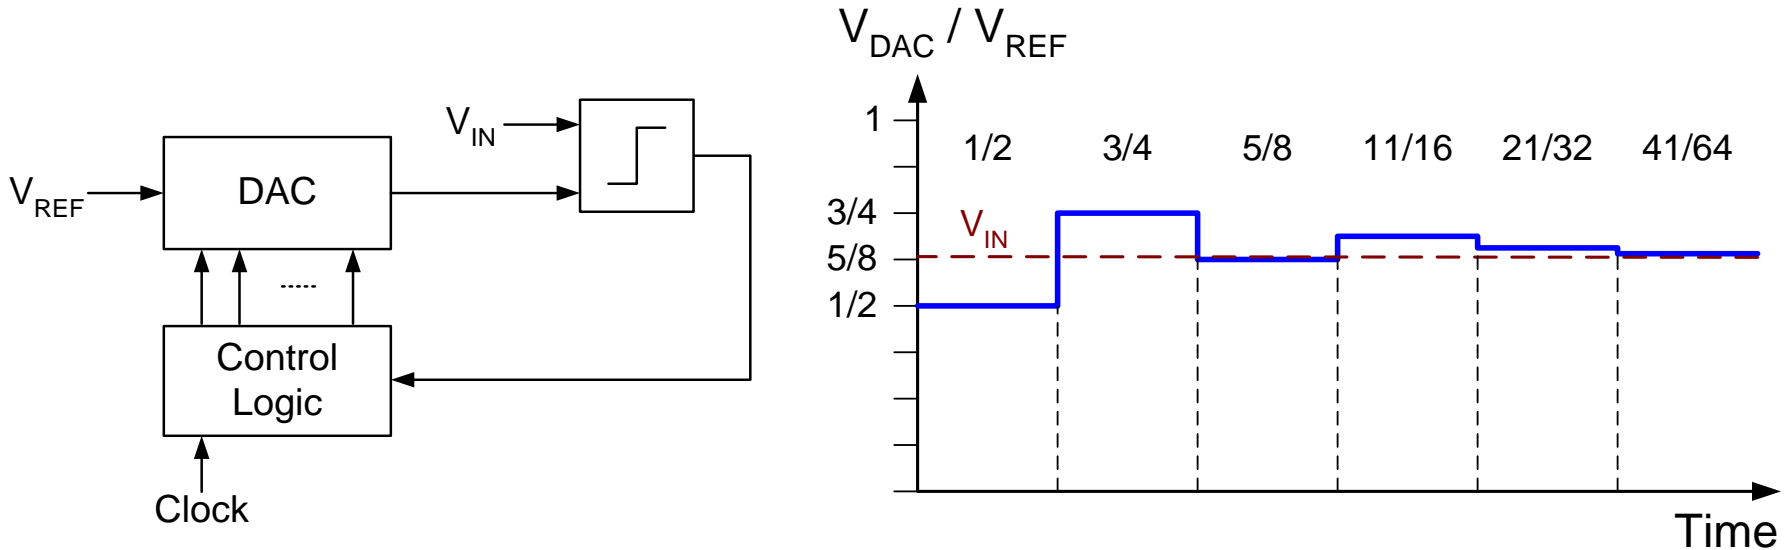 V_REF
DAC
V_IN
.....
Control
Logic
Clock
V_DAC / V_REF
1
1/2 3/4 5/8 11/16 21/32 41/64
3/4
V_IN
5/8
1/2
Time